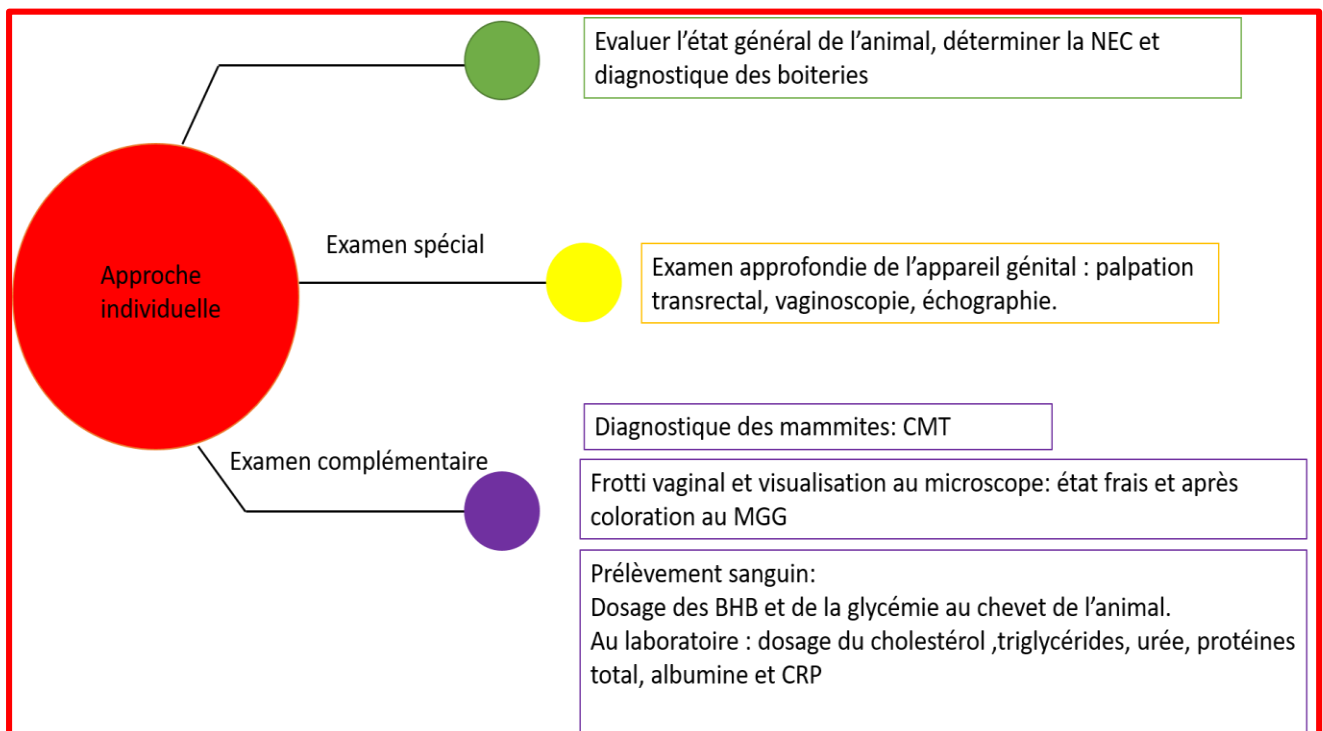 Evaluer l’état général de l’animal, déterminer la NEC et
diagnostique des boiteries
Approche
individuelle
Examen spécial
Examen approfondie de l’appareil génital : palpation
transrectal, vaginoscopie, échographie.
Examen complémentaire
Diagnostique des mammites: CMT
Frotti vaginal et visualisation au microscope: état frais et après
coloration au MGG
Prélèvement sanguin:
Dosage des BHB et de la glycémie au chevet de l’animal.
Au laboratoire : dosage du cholestérol ,triglycérides, urée, protéines
total, albumine et CRP